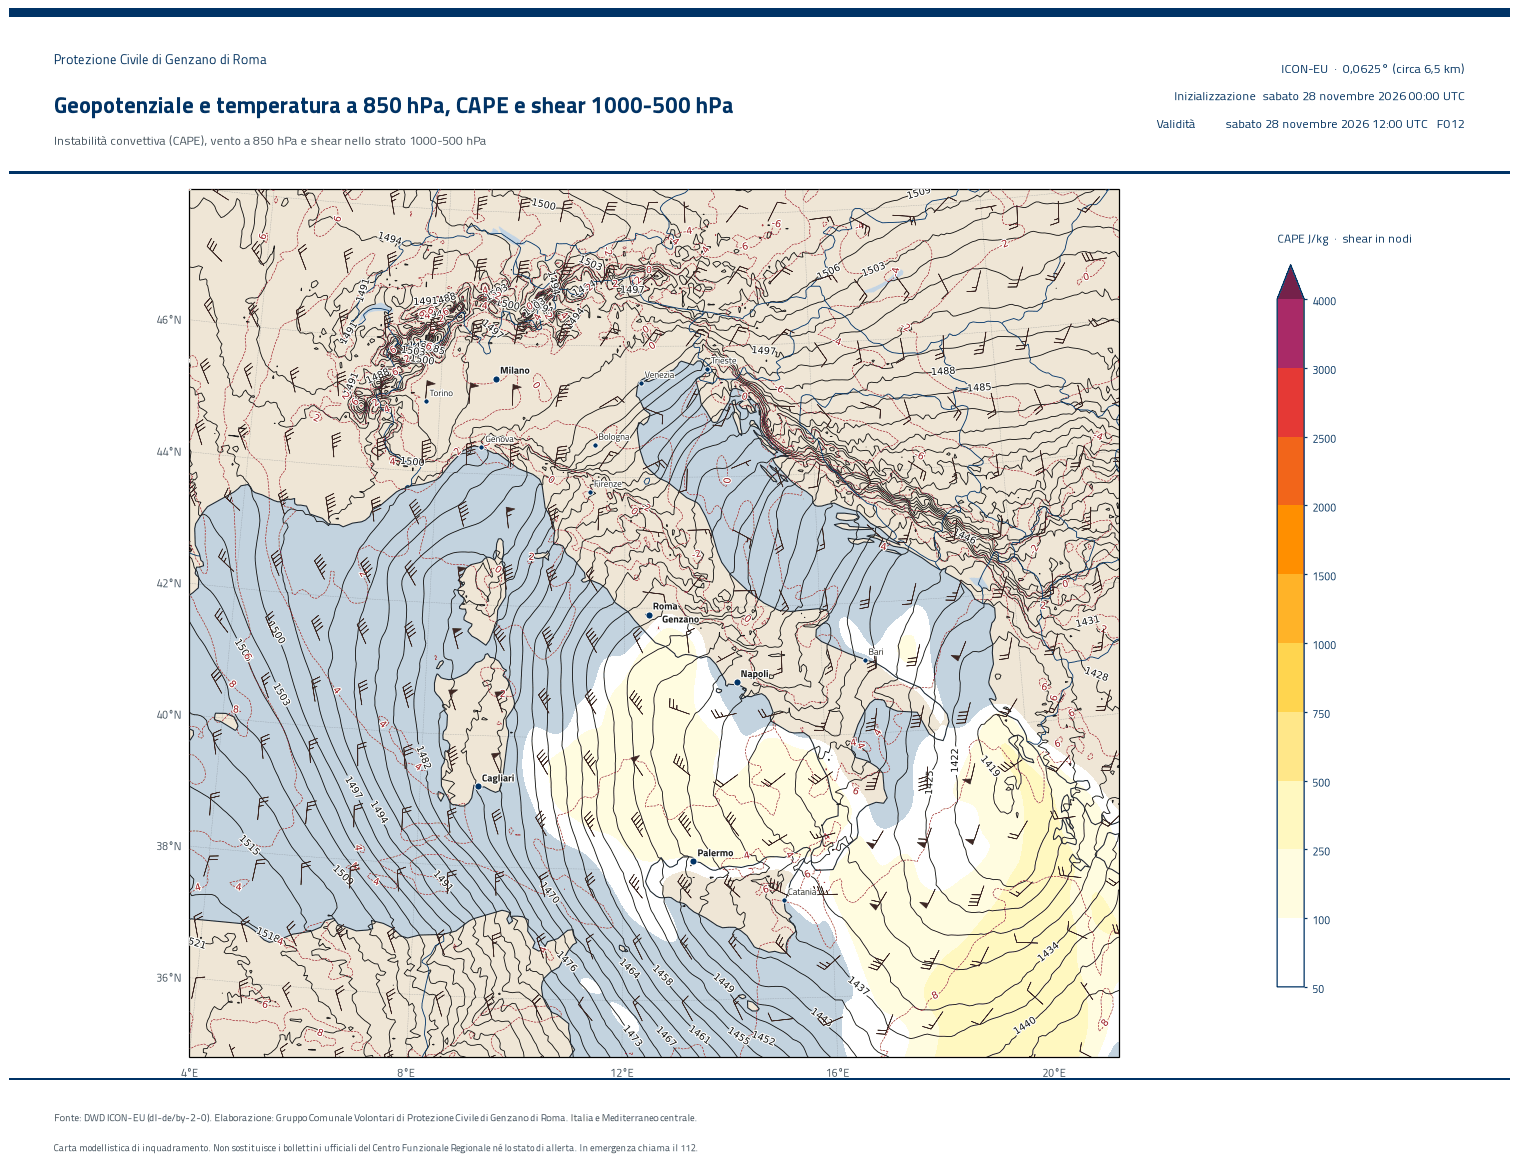 Protezione Civile di Genzano di Roma
Geopotenziale e temperatura a 850 hPa, CAPE e shear 1000-500 hPa
Instabilità convettiva (CAPE), vento a 850 hPa e shear nello strato 1000-500 hPa
ICON-EU · 0,0625° (circa 6,5 km)
Inizializzazione sabato 28 novembre 2026 00:00 UTC
Validità sabato 28 novembre 2026 12:00 UTC F012
CAPE J/kg · shear in nodi
4000
3000
2500
2000
1500
1000
750
500
250
100
50
46°N
44°N
42°N
40°N
38°N
36°N
4°E
8°E
12°E
16°E
20°E
Milano
Torino
Venezia
Trieste
Genova
Bologna
Firenze
Roma
Genzano
Napoli
Bari
Cagliari
Palermo
Catania
1500
1509
1494
1503
1506
1503
1491
1497
1497
1488
1485
1500
1431
1428
1500
1503
1482
1497
1494
1422
1419
1425
1515
1509
1491
1470
1518
1476
1464
1458
1449
1437
1434
1440
1443
1473
1467
1461
1455
1452
Fonte: DWD ICON-EU (dl-de/by-2-0). Elaborazione: Gruppo Comunale Volontari di Protezione Civile di Genzano di Roma. Italia e Mediterraneo centrale.
Carta modellistica di inquadramento. Non sostituisce i bollettini ufficiali del Centro Funzionale Regionale né lo stato di allerta. In emergenza chiama il 112.